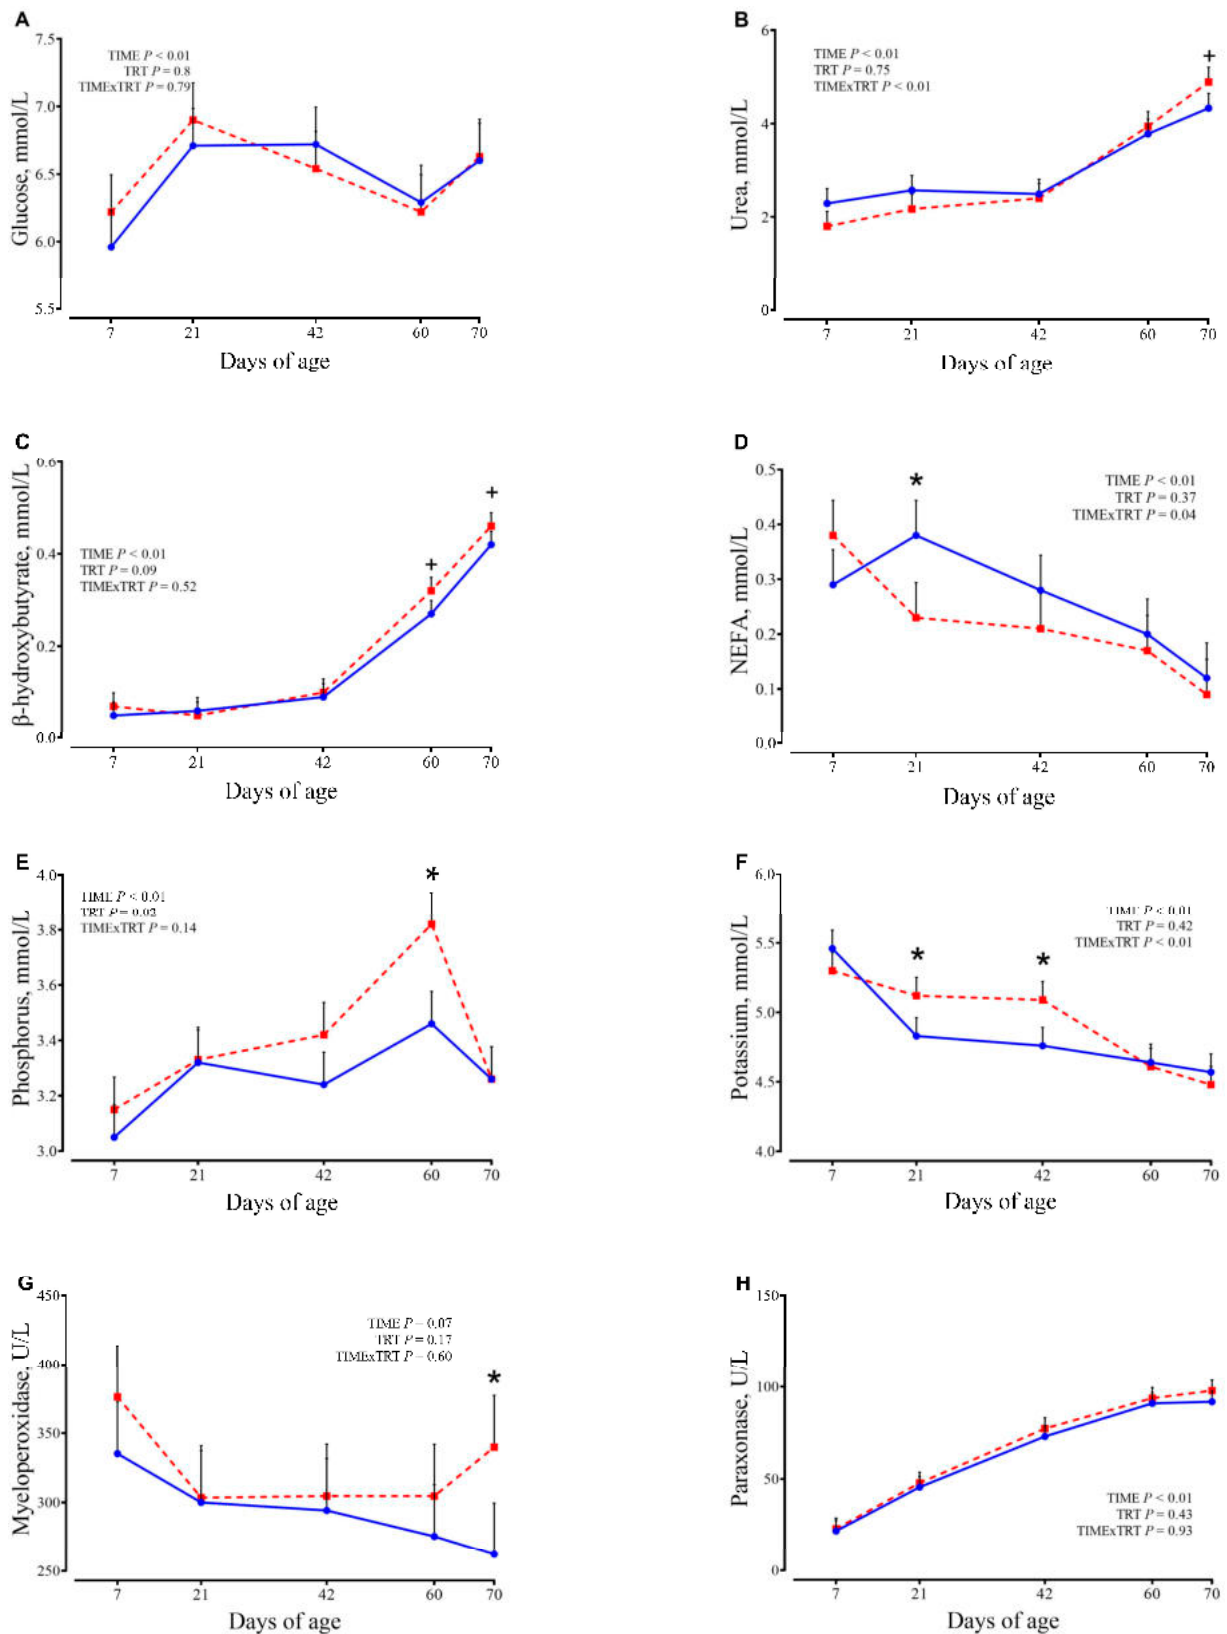 A
7.5
TIME P < 0.01
TRT P = 0.8
TIMExTRT P = 0.79
7.0
6.5
6.0
5.5
Glucose, mmol/L
7 21 42 60 70
Days of age
B
6
TIME P < 0.01
TRT P = 0.75
TIMExTRT P < 0.01
+
4
2
0
Urea, mmol/L
7 21 42 60 70
Days of age
C
0.6
+
TIME P < 0.01
TRT P = 0.09
TIMExTRT P = 0.52
+
0.4
0.2
0.0
β-hydroxybutyrate, mmol/L
7 21 42 60 70
Days of age
D
0.5
*
TIME P < 0.01
TRT P = 0.37
TIMExTRT P = 0.04
0.4
0.3
0.2
0.1
0.0
NEFA, mmol/L
7 21 42 60 70
Days of age
E
4.0
*
TIME P < 0.01
TRT P = 0.02
TIMExTRT P = 0.14
3.8
3.6
3.4
3.2
3.0
Phosphorus, mmol/L
7 21 42 60 70
Days of age
F
6.0
TIME P < 0.01
TRT P = 0.42
TIMExTRT P < 0.01
* *
5.5
5.0
4.5
4.0
Potassium, mmol/L
7 21 42 60 70
Days of age
G
450
TIME P = 0.07
TRT P = 0.17
TIMExTRT P = 0.60
*
400
350
300
250
Myeloperoxidase, U/L
7 21 42 60 70
Days of age
H
150
100
50
0
TIME P < 0.01
TRT P = 0.43
TIMExTRT P = 0.93
Paraxonase, U/L
7 21 42 60 70
Days of age